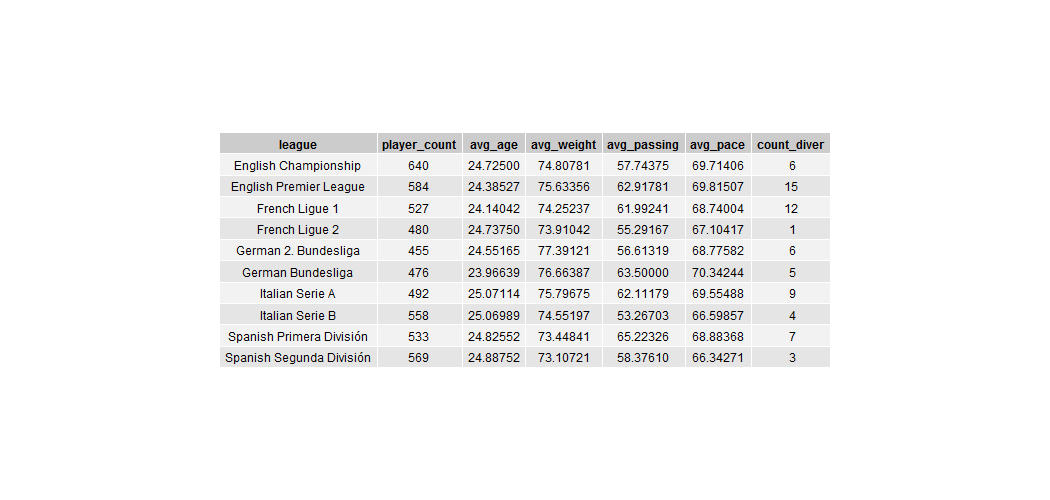 league player_count avg_age avg_weight avg_passing avg_pace count_diver
English Championship 640 24.72500 74.80781 57.74375 69.71406 6
English Premier League 584 24.38527 75.63356 62.91781 69.81507 15
French Ligue 1 527 24.14042 74.25237 61.99241 68.74004 12
French Ligue 2 480 24.73750 73.91042 55.29167 67.10417 1
German 2. Bundesliga 455 24.55165 77.39121 56.61319 68.77582 6
German Bundesliga 476 23.96639 76.66387 63.50000 70.34244 5
Italian Serie A 492 25.07114 75.79675 62.11179 69.55488 9
Italian Serie B 558 25.06989 74.55197 53.26703 66.59857 4
Spanish Primera División 533 24.82552 73.44841 65.22326 68.88368 7
Spanish Segunda División 569 24.88752 73.10721 58.37610 66.34271 3